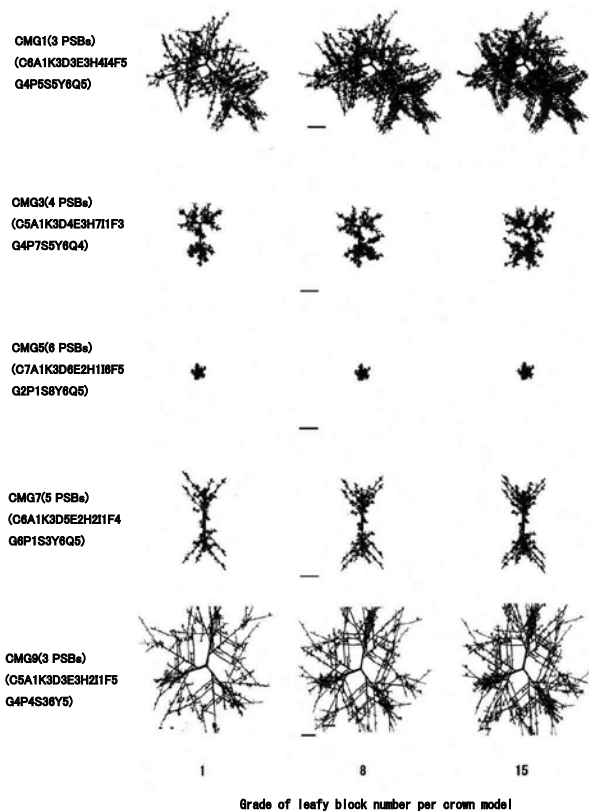 CMG1(3 PSBs)
(C6A1K3D3E3H4I4F5
G4P5S5Y6Q5)
CMG3(4 PSBs)
(C5A1K3D4E3H7I1F3
G4P7S5Y6Q4)
CMG5(6 PSBs)
(C7A1K3D6E2H1I6F5
G2P1S8Y6Q5)
CMG7(5 PSBs)
(C6A1K3D5E2H2I1F4
G6P1S3Y6Q5)
CMG9(3 PSBs)
(C5A1K3D3E3H2I1F5
G4P4S36Y5)
1 8 15
Grade of leafy block number per crown model